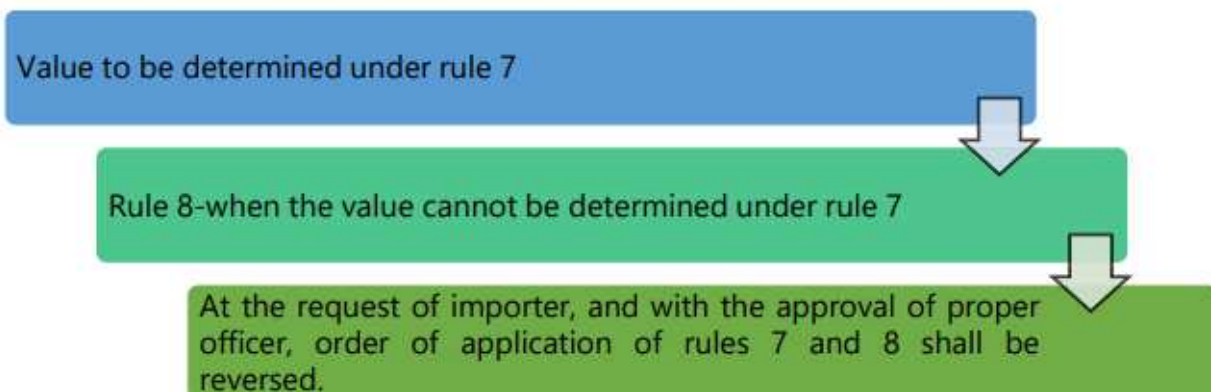 Value to be determined under rule 7
Rule 8-when the value cannot be determined under rule 7
At the request of importer, and with the approval of proper
officer, order of application of rules 7 and 8 shall be
reversed.